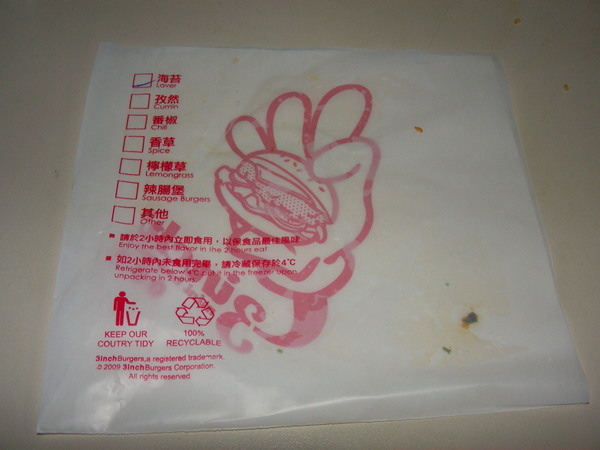 海苔
Laver
孜然
Cumin
番椒
Chili
香草
Spice
檸檬草
Lemongrass
辣腸堡
Sausage Burgers
其他
Other
請於2小時內立即食用，以保食品最佳風味
Enjoy the best flavor in the 2 hours eat
如2小時內未食用完畢，請冷藏保存於4℃
Refrigerate below 4℃ put it in the freezer upon
unpacking in 2 hours
KEEP OUR
COUTRY TIDY
100%
RECYCLABLE
3inchBurgers,a registered trademark.
© 2009 3inchBurgers Corporation.
All rights reserved